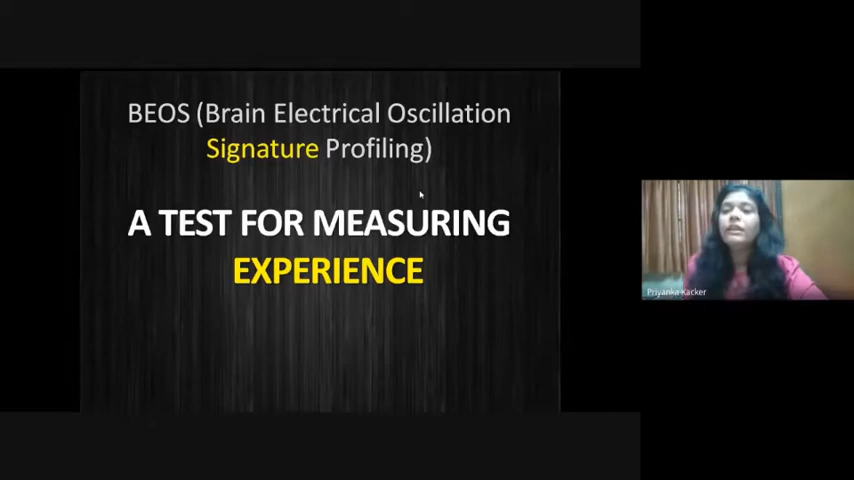 BEOS (Brain Electrical Oscillation
Signature Profiling)
A TEST FOR MEASURING
EXPERIENCE
Priyanka Kacker